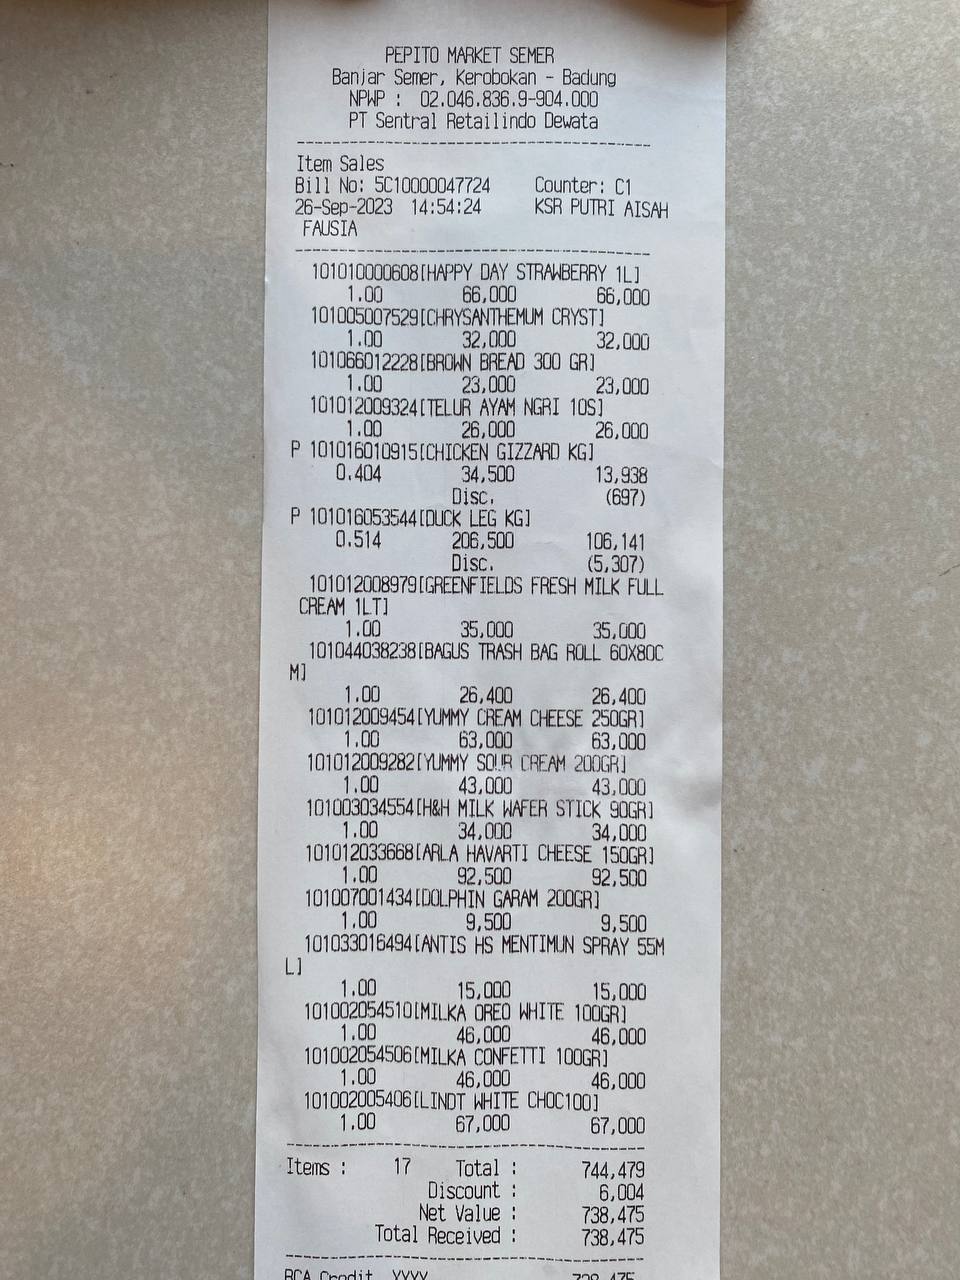 PEPITO MARKET SEMER
Banjar Semer, Kerobokan - Badung
NPWP : 02.046.836.9-904.000
PT Sentral Retailindo Dewata
Item Sales
Bill No: 5C10000047724 Counter: C1
26-Sep-2023 14:54:24 KSR PUTRI AISAH
FAUSIA
101010000608[HAPPY DAY STRAWBERRY 1L]
1.00 66,000 66,000
101005007529[CHRYSANTHEMUM CRYST]
1.00 32,000 32,000
101066012228[BROWN BREAD 300 GR]
1.00 23,000 23,000
101012009324[TELUR AYAM NGRI 10S]
1.00 26,000 26,000
P 101016010915[CHICKEN GIZZARD KG]
0.404 34,500 13,938
Disc. (697)
P 101016053544[DUCK LEG KG]
0.514 206,500 106,141
Disc. (5,307)
101012008979[GREENFIELDS FRESH MILK FULL
CREAM 1LT]
1.00 35,000 35,000
101044038238[BAGUS TRASH BAG ROLL 60X80C
M]
1.00 26,400 26,400
101012009454[YUMMY CREAM CHEESE 250GR]
1.00 63,000 63,000
101012009282[YUMMY SOUR CREAM 200GR]
1.00 43,000 43,000
101003034554[H&H MILK WAFER STICK 90GR]
1.00 34,000 34,000
101012033668[ARLA HAVARTI CHEESE 150GR]
1.00 92,500 92,500
101007001434[DOLPHIN GARAM 200GR]
1.00 9,500 9,500
101033016494[ANTIS HS MENTIMUN SPRAY 55M
L]
1.00 15,000 15,000
101002054510[MILKA OREO WHITE 100GR]
1.00 46,000 46,000
101002054506[MILKA CONFETTI 100GR]
1.00 46,000 46,000
101002005406[LINDT WHITE CHOC100]
1.00 67,000 67,000
Items : 17 Total : 744,479
Discount : 6,004
Net Value : 738,475
Total Received : 738,475
BCA Credit